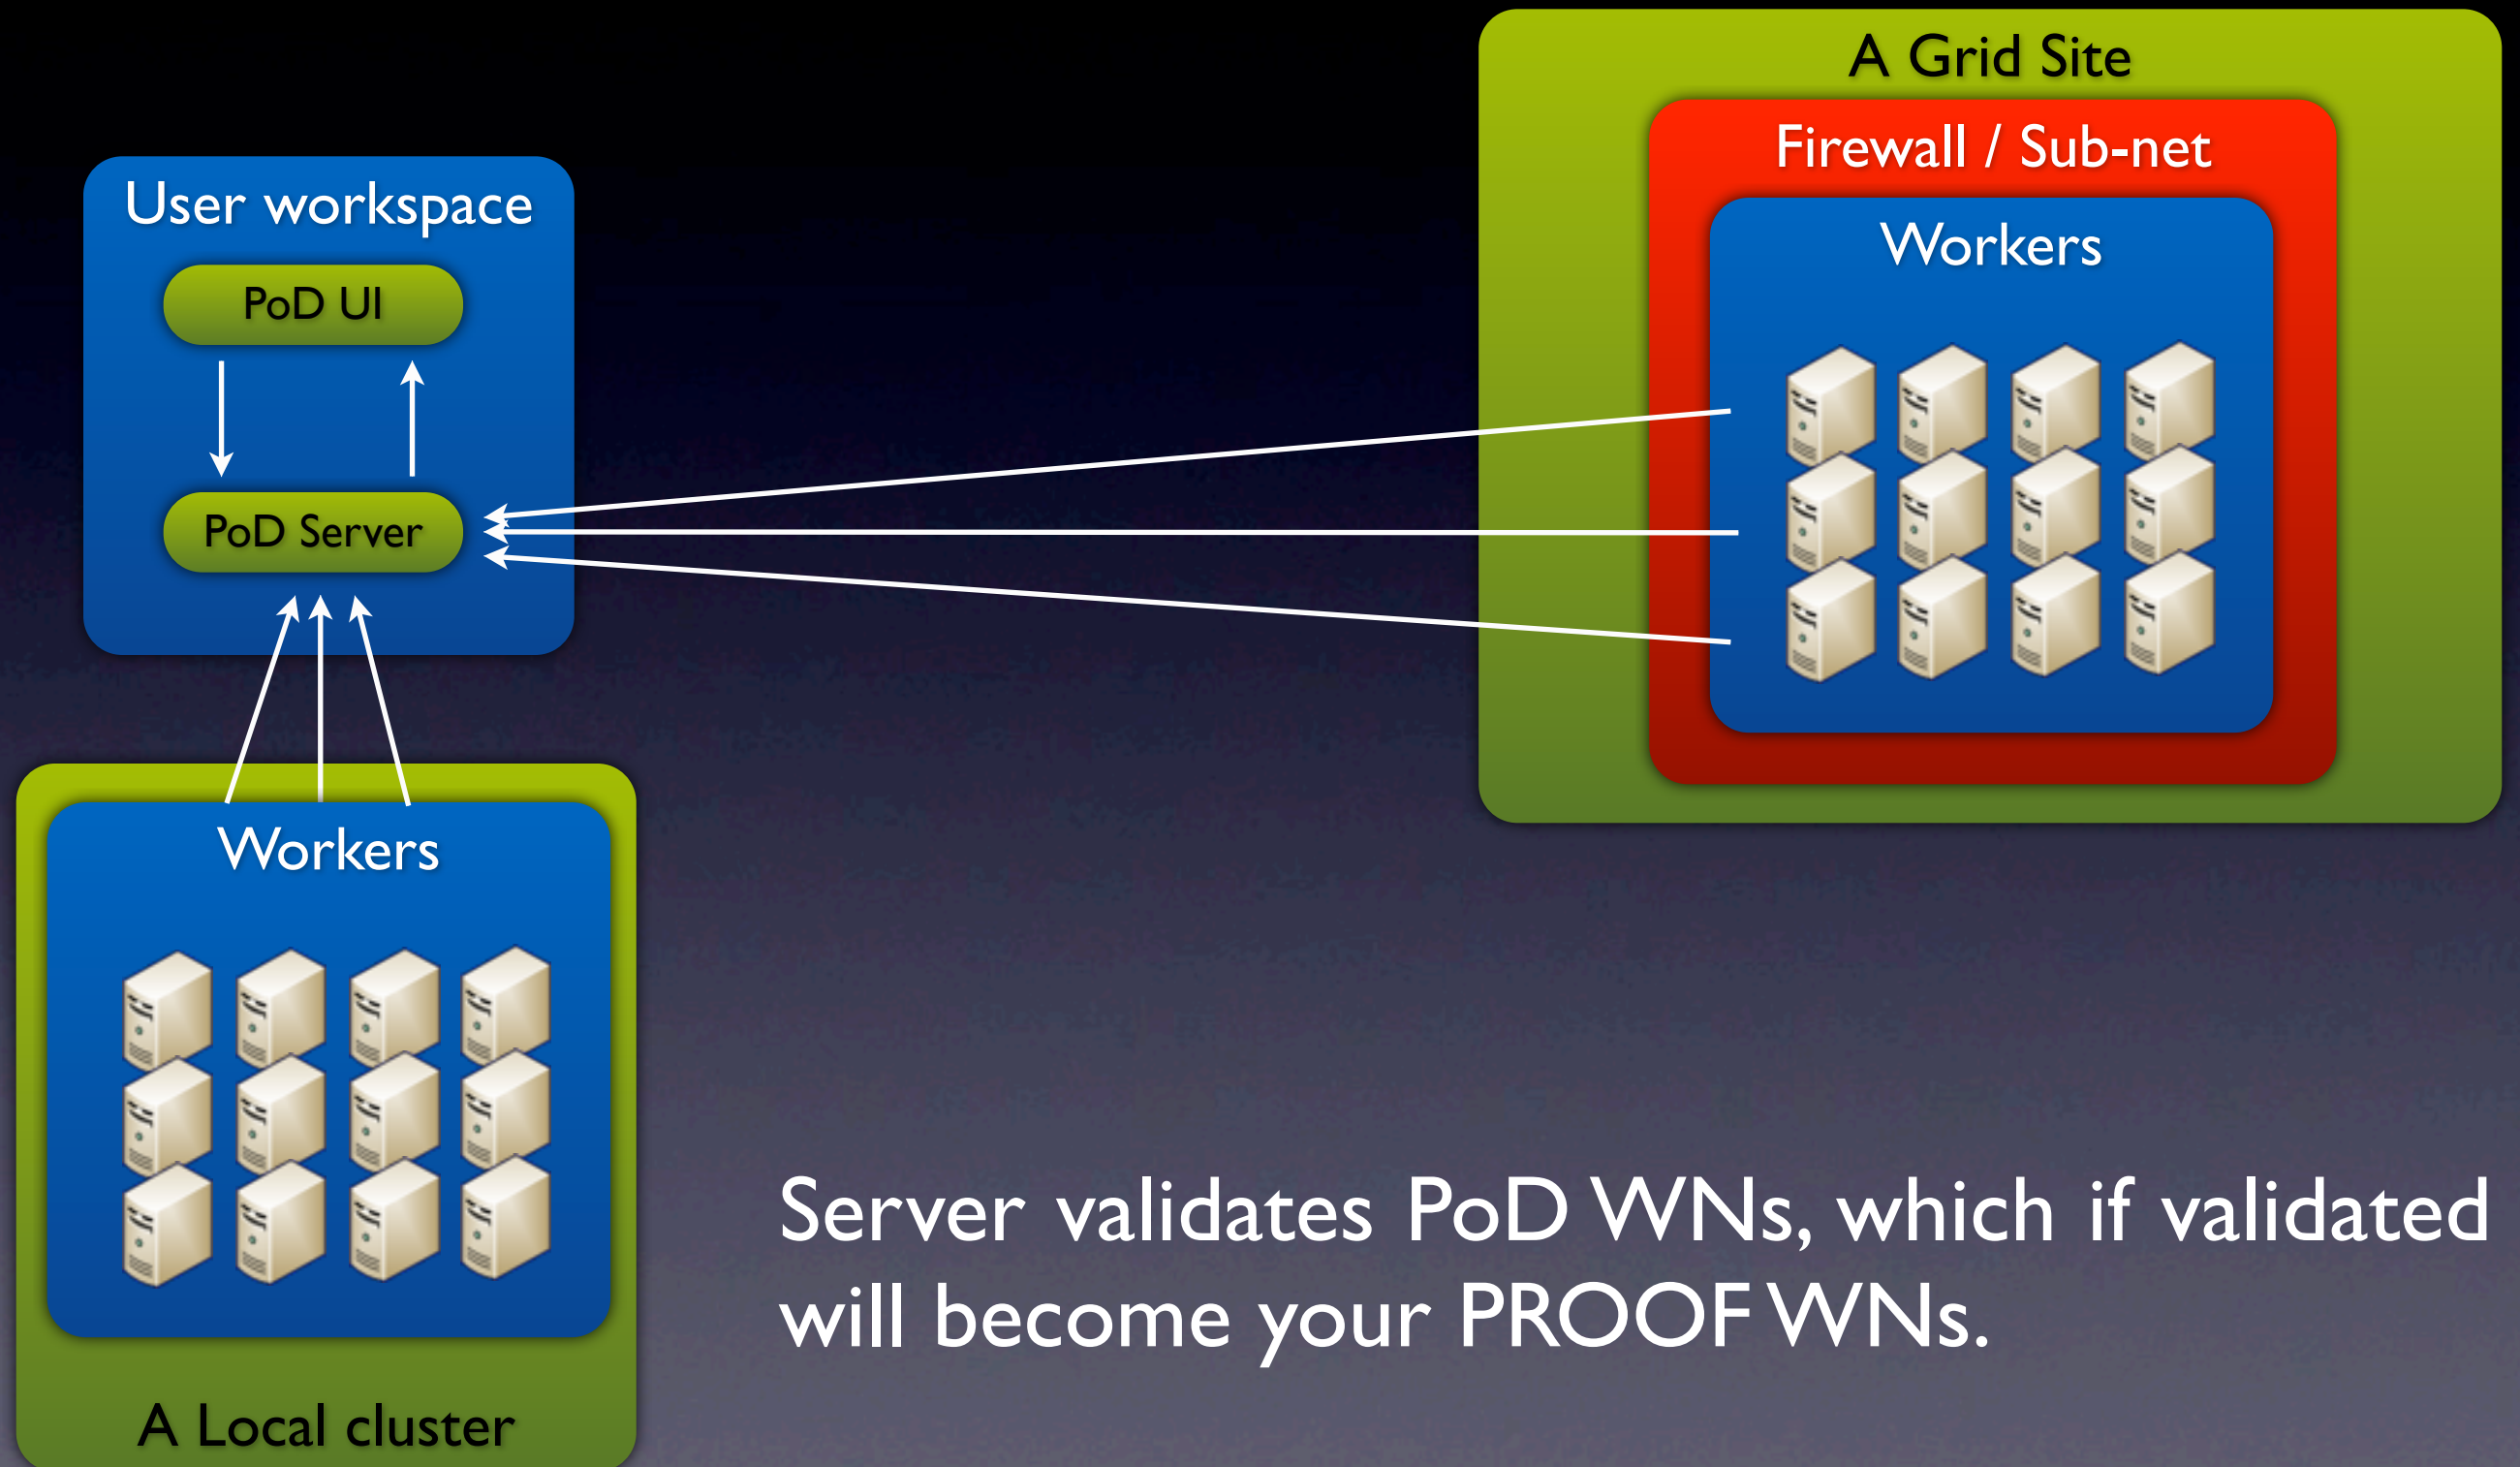 A Grid Site
Firewall / Sub-net
Workers
User workspace
PoD UI
PoD Server
Workers
A Local cluster
Server validates PoD WNs, which if validated
will become your PROOF WNs.